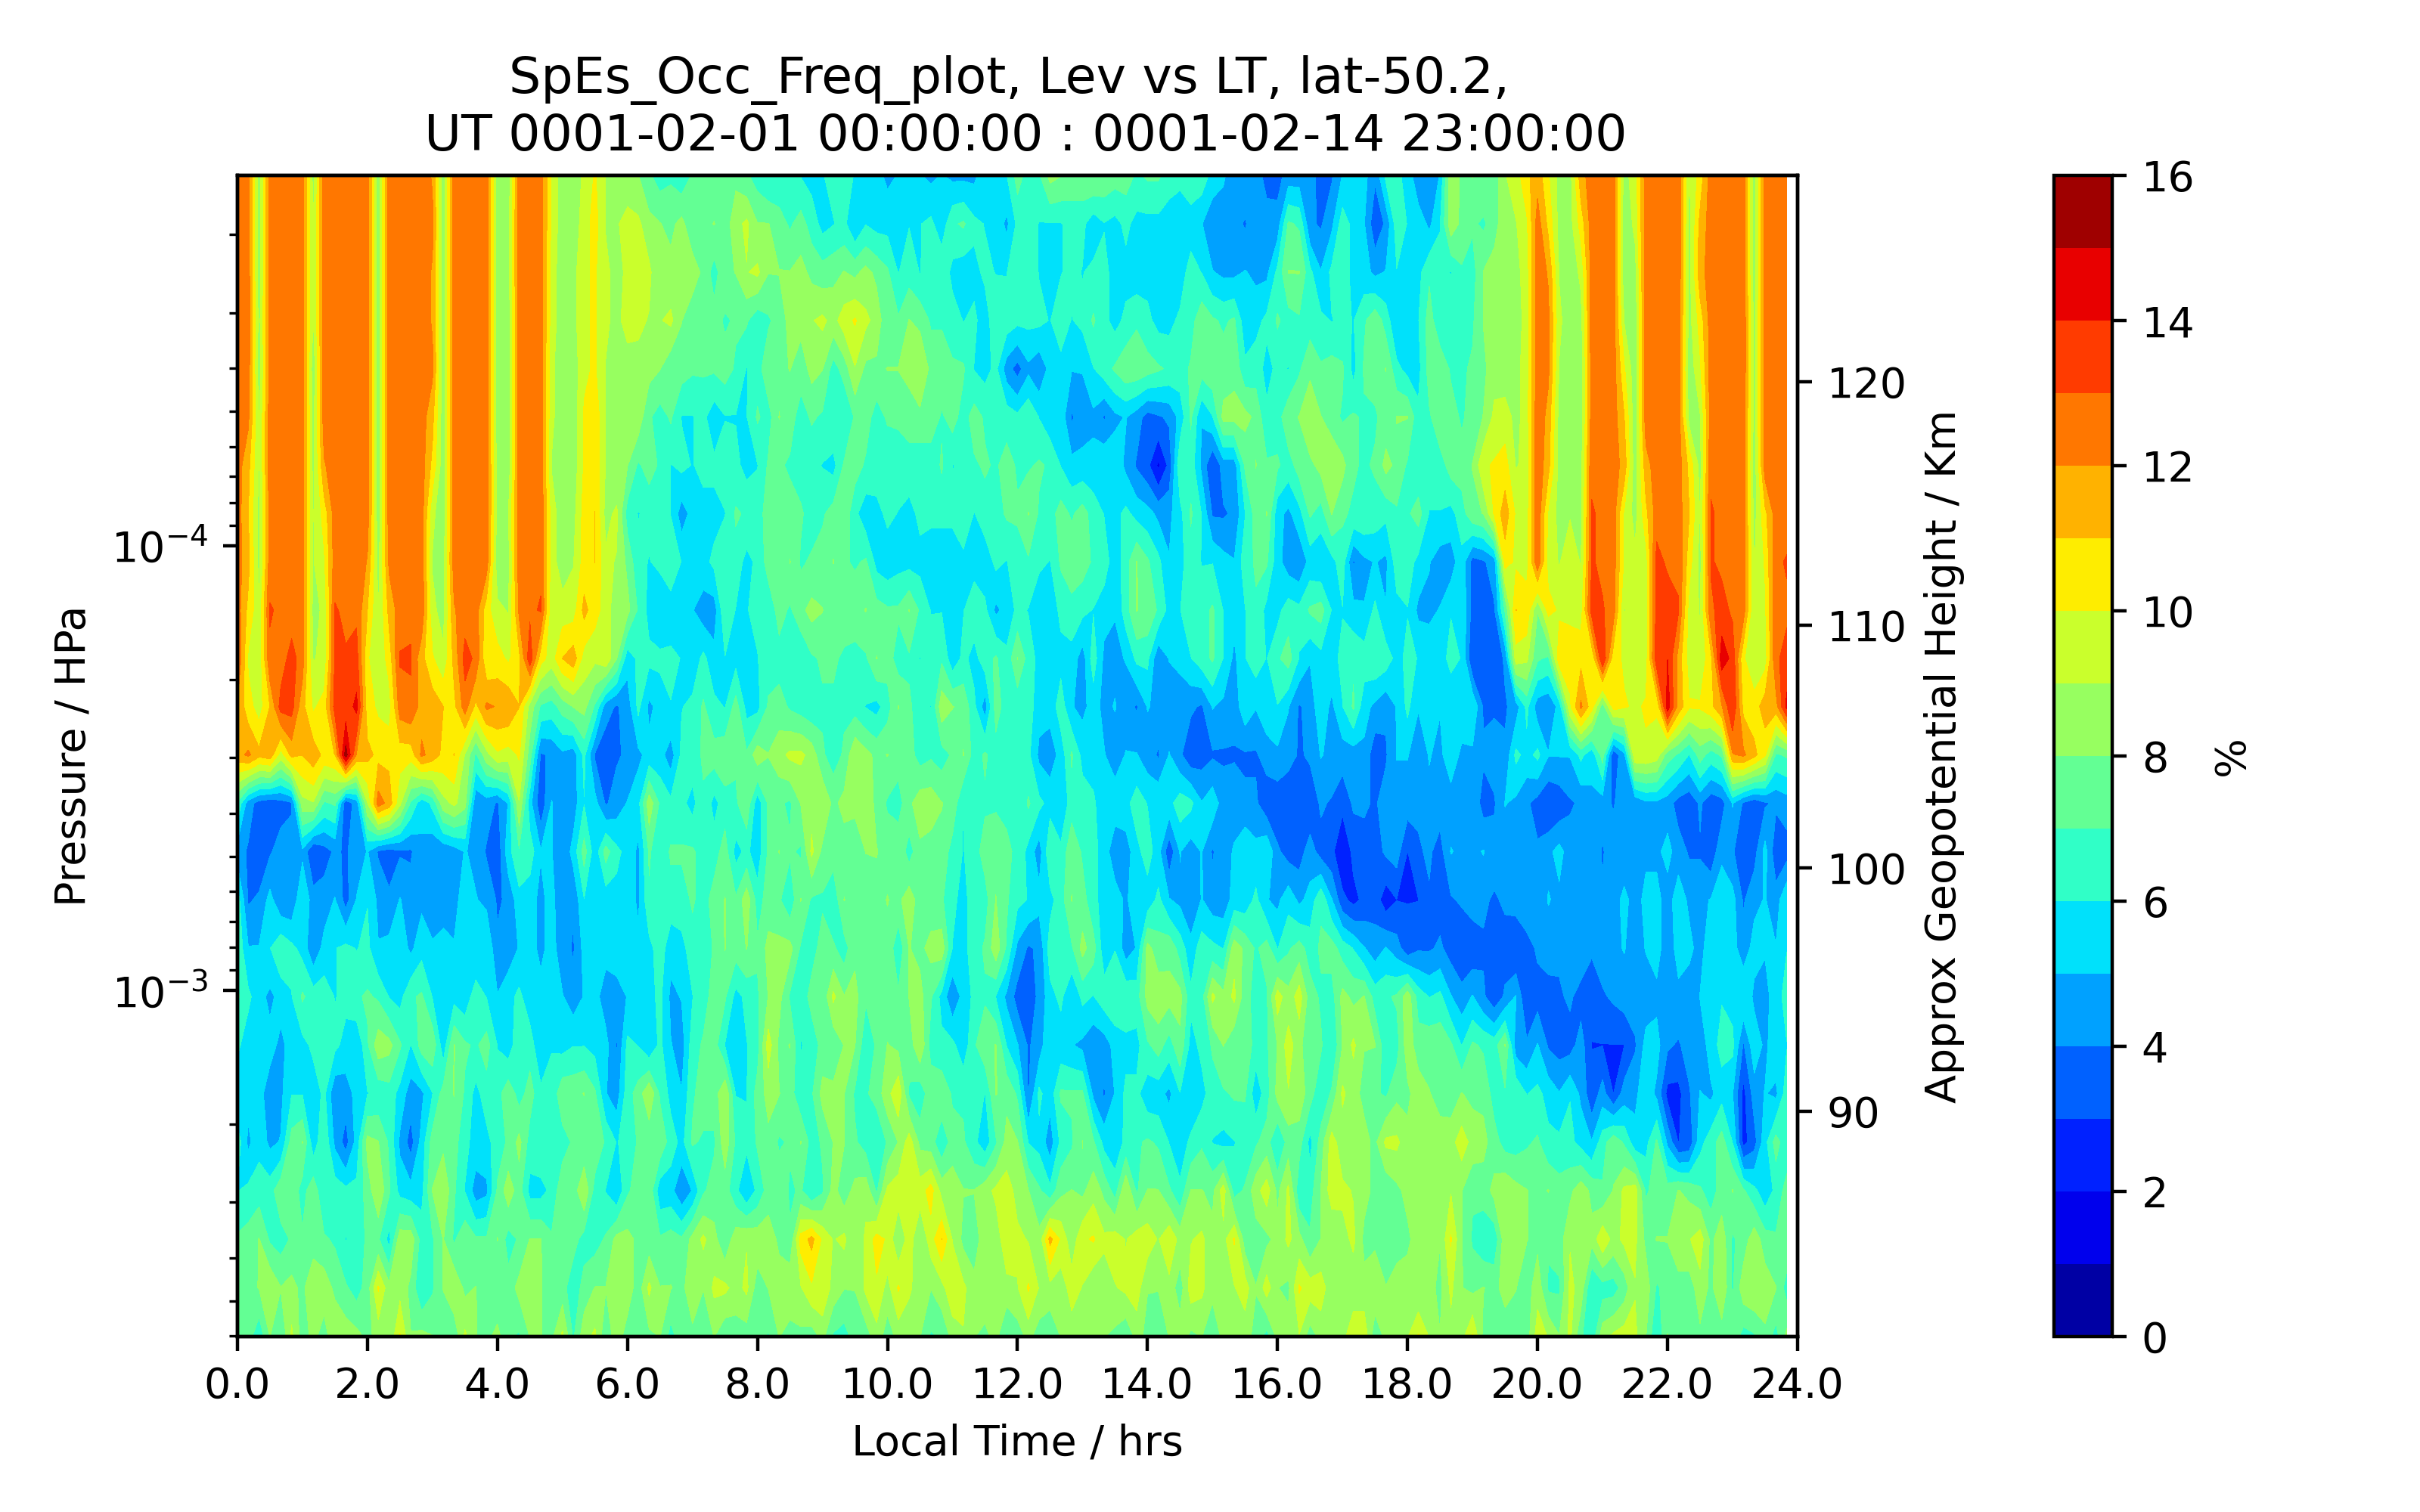 SpEs_Occ_Freq_plot, Lev vs LT, lat-50.2,
UT 0001-02-01 00:00:00 : 0001-02-14 23:00:00
Pressure / HPa
10⁻⁴
10⁻³
0.0 2.0 4.0 6.0 8.0 10.0 12.0 14.0 16.0 18.0 20.0 22.0 24.0
Local Time / hrs
120
110
100
90
Approx Geopotential Height / Km
16
14
12
10
8
6
4
2
0
%